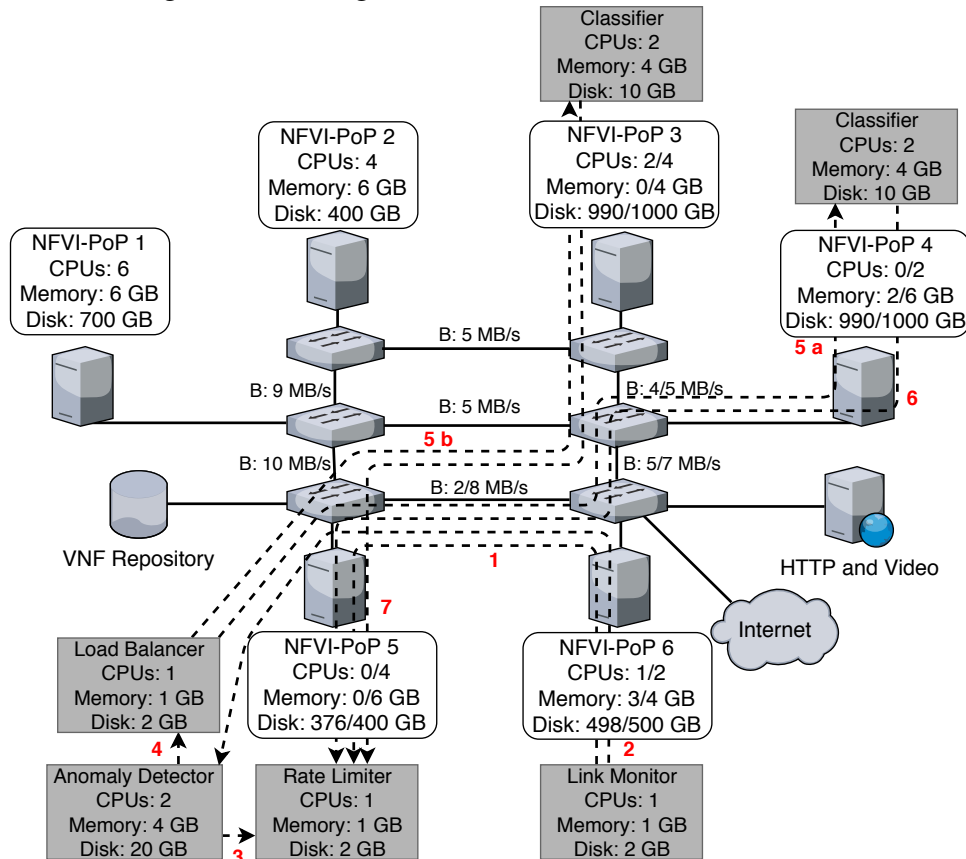 Classifier
CPUs: 2
Memory: 4 GB
Disk: 10 GB
NFVI-PoP 2
CPUs: 4
Memory: 6 GB
Disk: 400 GB
NFVI-PoP 3
CPUs: 2/4
Memory: 0/4 GB
Disk: 990/1000 GB
Classifier
CPUs: 2
Memory: 4 GB
Disk: 10 GB
NFVI-PoP 1
CPUs: 6
Memory: 6 GB
Disk: 700 GB
NFVI-PoP 4
CPUs: 0/2
Memory: 2/6 GB
Disk: 990/1000 GB
B: 5 MB/s
5 a
B: 9 MB/s
B: 4/5 MB/s
6
B: 5 MB/s
5 b
B: 10 MB/s
B: 5/7 MB/s
B: 2/8 MB/s
VNF Repository
1
HTTP and Video
7
Internet
Load Balancer
CPUs: 1
Memory: 1 GB
Disk: 2 GB
NFVI-PoP 5
CPUs: 0/4
Memory: 0/6 GB
Disk: 376/400 GB
NFVI-PoP 6
CPUs: 1/2
Memory: 3/4 GB
Disk: 498/500 GB
4
2
Anomaly Detector
CPUs: 2
Memory: 4 GB
Disk: 20 GB
3
Rate Limiter
CPUs: 1
Memory: 1 GB
Disk: 2 GB
Link Monitor
CPUs: 1
Memory: 1 GB
Disk: 2 GB